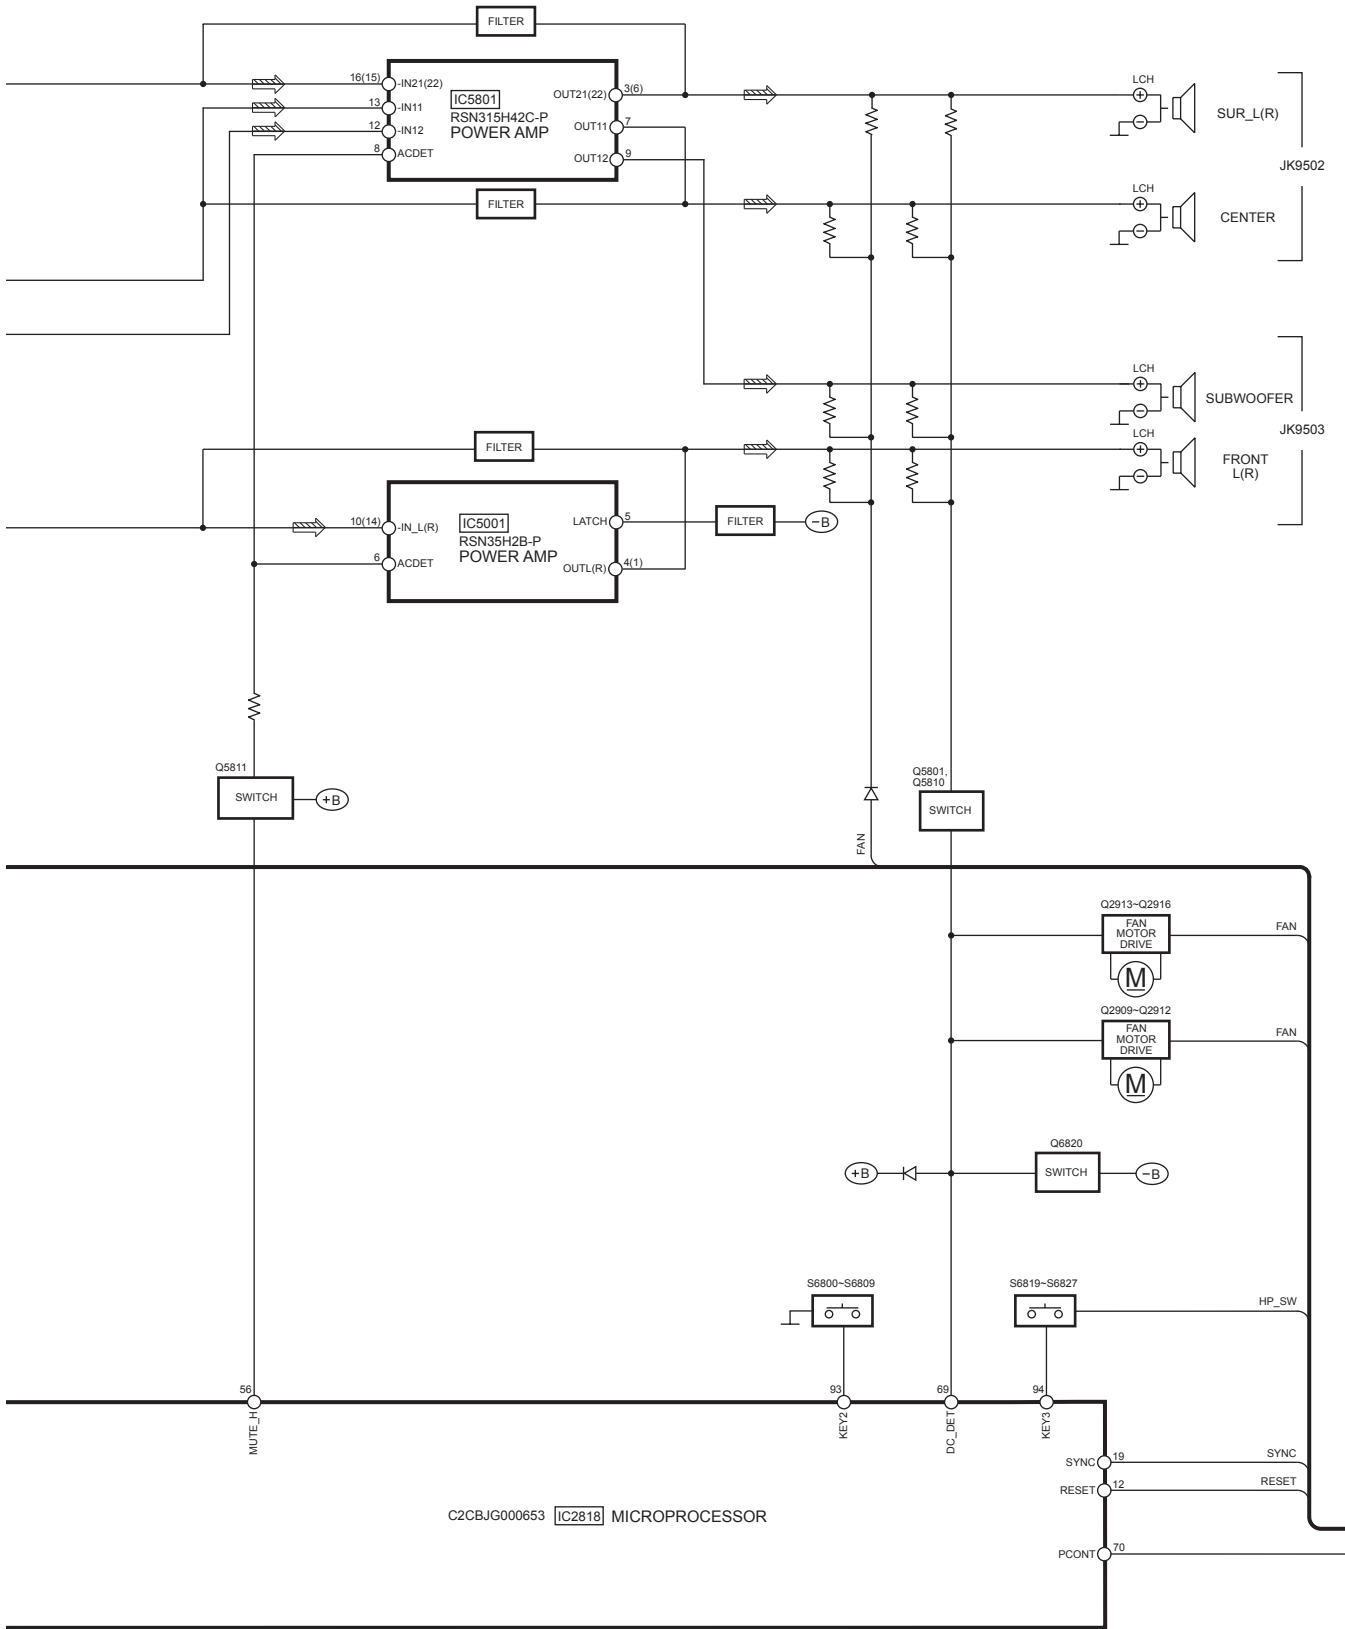 FILTER
16(15)
-IN21(22)
IC5801
RSN315H42C-P
POWER AMP
OUT21(22)
3(6)
13
-IN11
OUT11
7
12
-IN12
OUT12
9
8
ACDET
FILTER
LCH
+
−
SUR_L(R)
LCH
+
−
CENTER
JK9502
LCH
+
−
SUBWOOFER
LCH
+
−
FRONT
L(R)
JK9503
FILTER
10(14)
-IN_L(R)
IC5001
RSN35H2B-P
POWER AMP
LATCH
5
FILTER
−B
6
ACDET
OUTL(R)
4(1)
Q5811
SWITCH
+B
Q5801,
Q5810
SWITCH
FAN
Q2913~Q2916
FAN
MOTOR
DRIVE
FAN
M
Q2909~Q2912
FAN
MOTOR
DRIVE
FAN
M
Q6820
+B
SWITCH
−B
S6800~S6809
S6819~S6827
HP_SW
56
MUTE_H
93
KEY2
69
DC_DET
94
KEY3
SYNC
19
SYNC
RESET
12
RESET
C2CBJG000653 IC2818 MICROPROCESSOR
PCONT
70